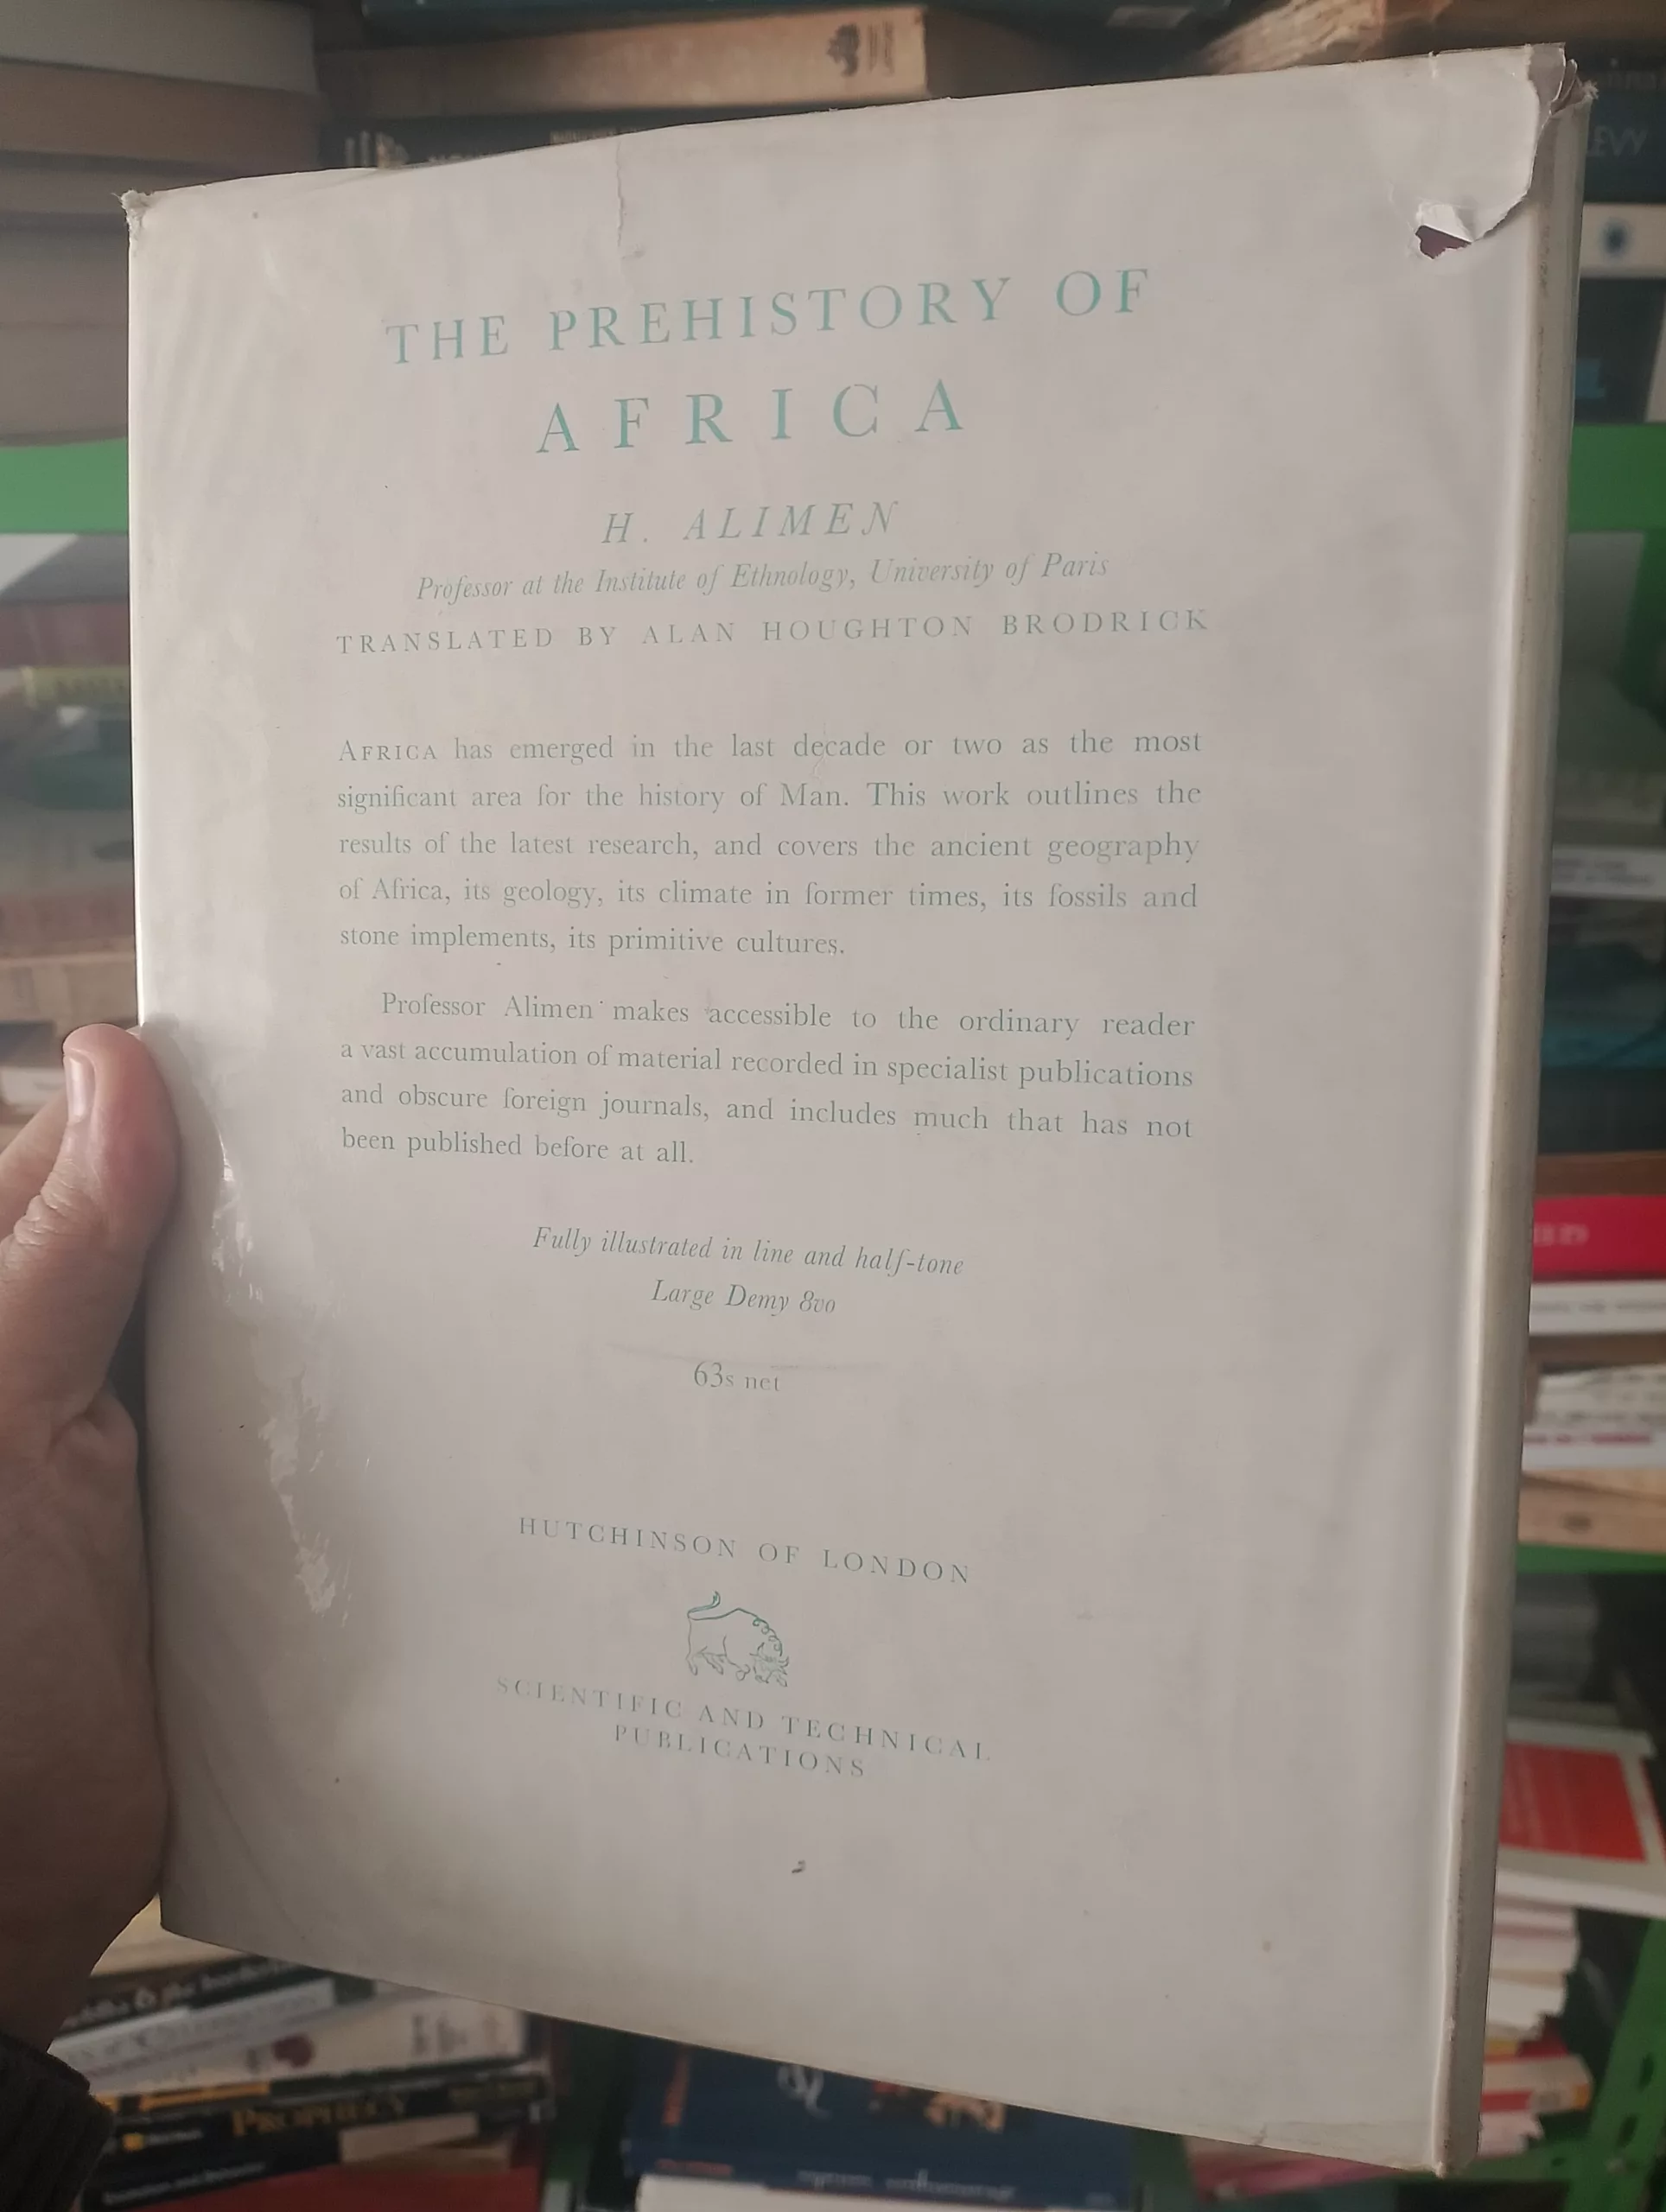 THE PREHISTORY OF
AFRICA
H. ALIMEN
Professor at the Institute of Ethnology, University of Paris
TRANSLATED BY ALAN HOUGHTON BRODRICK
AFRICA has emerged in the last decade or two as the most
significant area for the history of Man. This work outlines the
results of the latest research, and covers the ancient geography
of Africa, its geology, its climate in former times, its fossils and
stone implements, its primitive cultures.
Professor Alimen makes accessible to the ordinary reader
a vast accumulation of material recorded in specialist publications
and obscure foreign journals, and includes much that has not
been published before at all.
Fully illustrated in line and half-tone
Large Demy 8vo
63s net
HUTCHINSON OF LONDON
SCIENTIFIC AND TECHNICAL
PUBLICATIONS
PROPHECY